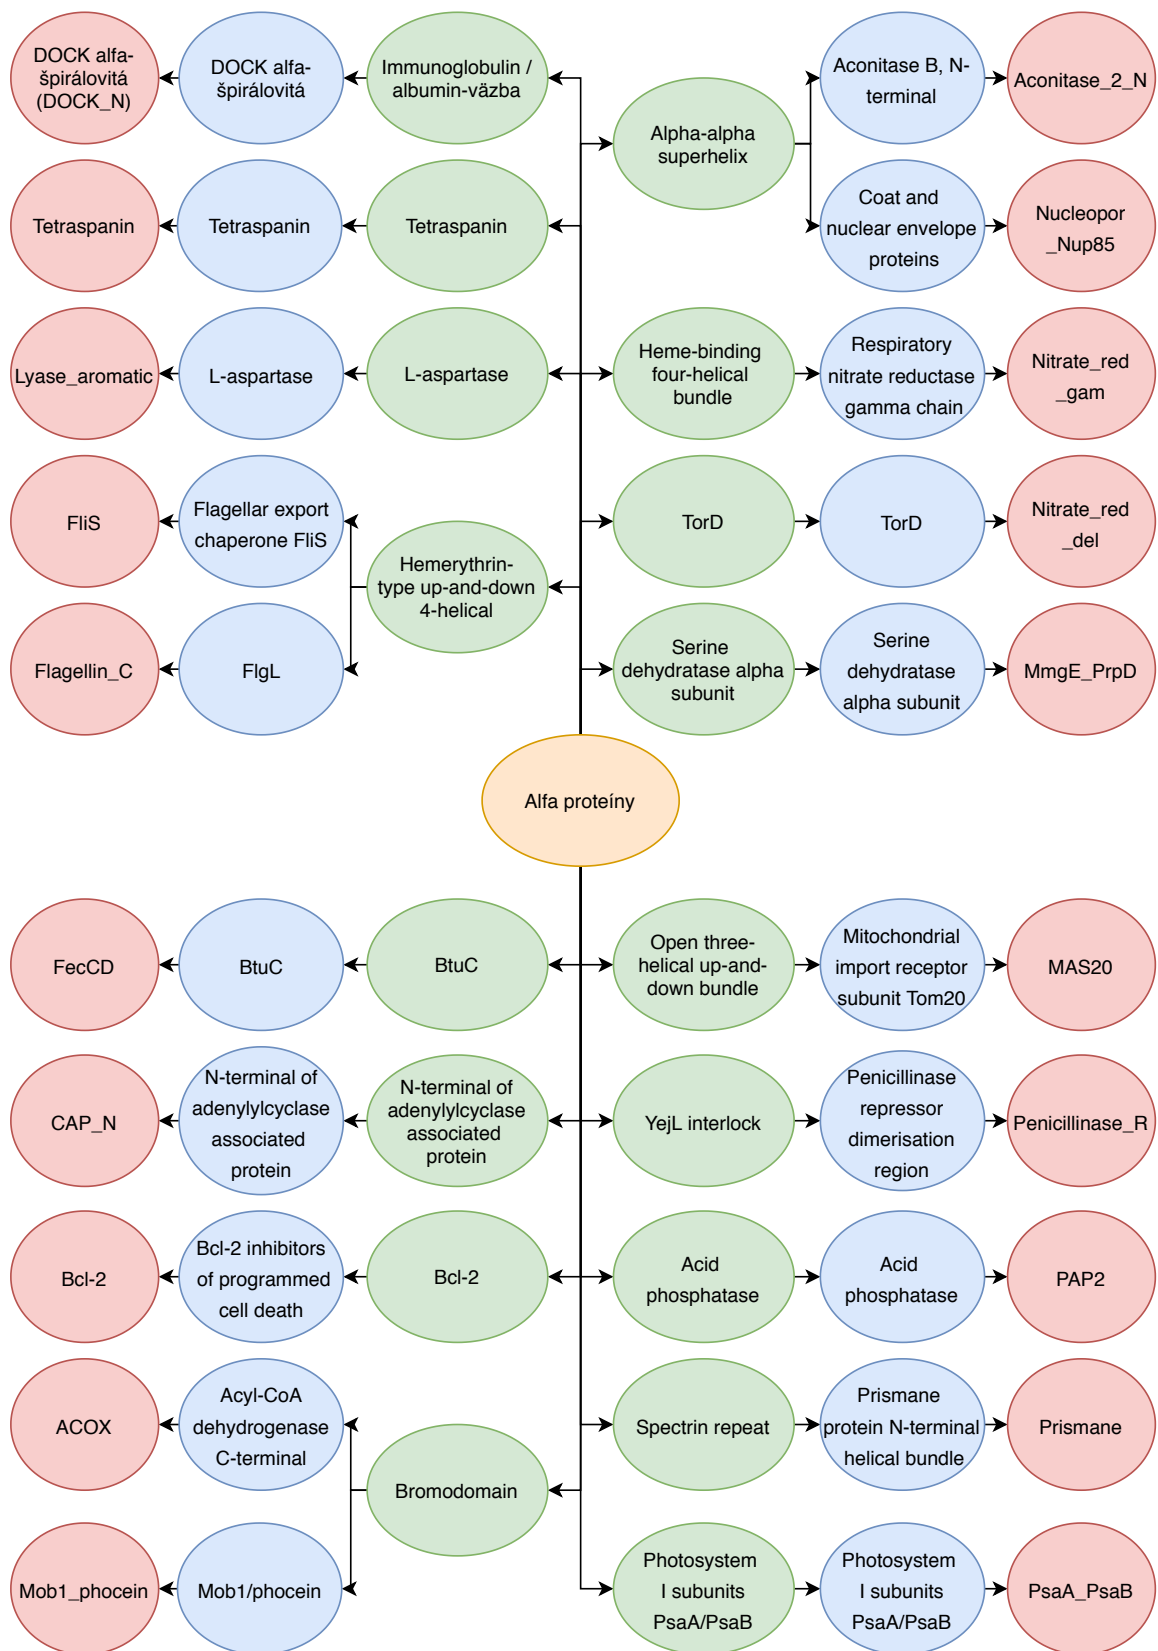 DOCK alfa-
špirálovitá
(DOCK_N)
DOCK alfa-
špirálovitá
Immunoglobulin /
albumin-väzba
Alpha-alpha
superhelix
Aconitase B, N-
terminal
Aconitase_2_N
Tetraspanin
Tetraspanin
Tetraspanin
Coat and
nuclear envelope
proteins
Nucleopor
_Nup85
Lyase_aromatic
L-aspartase
L-aspartase
Heme-binding
four-helical
bundle
Respiratory
nitrate reductase
gamma chain
Nitrate_red
_gam
FliS
Flagellar export
chaperone FliS
Hemerythrin-
type up-and-down
4-helical
TorD
TorD
Nitrate_red
_del
Flagellin_C
FlgL
Serine
dehydratase alpha
subunit
Serine
dehydratase
alpha subunit
MmgE_PrpD
Alfa proteíny
FecCD
BtuC
BtuC
Open three-
helical up-and-
down bundle
Mitochondrial
import receptor
subunit Tom20
MAS20
CAP_N
N-terminal of
adenylylcyclase
associated
protein
N-terminal of
adenylylcyclase
associated
protein
YejL interlock
Penicillinase
repressor
dimerisation
region
Penicillinase_R
Bcl-2
Bcl-2 inhibitors
of programmed
cell death
Bcl-2
Acid
phosphatase
Acid
phosphatase
PAP2
ACOX
Acyl-CoA
dehydrogenase
C-terminal
Bromodomain
Spectrin repeat
Prismane
protein N-terminal
helical bundle
Prismane
Mob1_phocein
Mob1/phocein
Photosystem
I subunits
PsaA/PsaB
Photosystem
I subunits
PsaA/PsaB
PsaA_PsaB